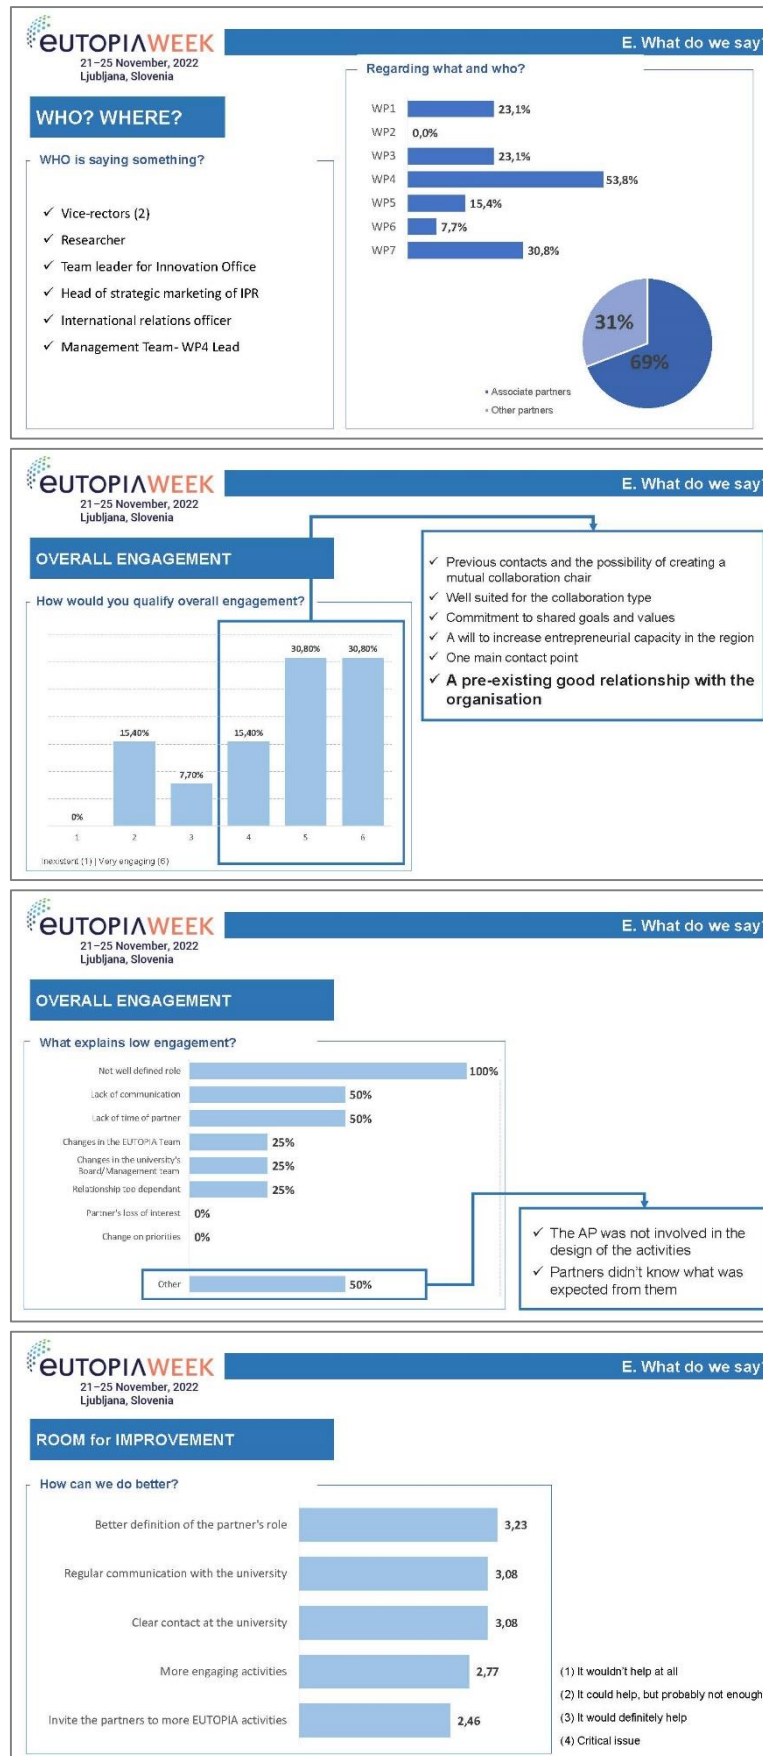 eUTOPIAWEEK
21–25 November, 2022
Ljubljana, Slovenia
E. What do we say?
WHO? WHERE?
WHO is saying something?
✓ Vice-rectors (2)
✓ Researcher
✓ Team leader for Innovation Office
✓ Head of strategic marketing of IPR
✓ International relations officer
✓ Management Team- WP4 Lead
Regarding what and who?
WP1 23,1%
WP2 0,0%
WP3 23,1%
WP4 53,8%
WP5 15,4%
WP6 7,7%
WP7 30,8%
31%
69%
▪ Associate partners
▪ Other partners
eUTOPIAWEEK
21–25 November, 2022
Ljubljana, Slovenia
E. What do we say?
OVERALL ENGAGEMENT
How would you qualify overall engagement?
0% 15,40% 7,70% 15,40% 30,80% 30,80%
1 2 3 4 5 6
Inexistent (1) | Very engaging (6)
✓ Previous contacts and the possibility of creating a
mutual collaboration chair
✓ Well suited for the collaboration type
✓ Commitment to shared goals and values
✓ A will to increase entrepreneurial capacity in the region
✓ One main contact point
✓ A pre-existing good relationship with the
organisation
eUTOPIAWEEK
21–25 November, 2022
Ljubljana, Slovenia
E. What do we say?
OVERALL ENGAGEMENT
What explains low engagement?
Not well defined role 100%
Lack of communication 50%
Lack of time of partner 50%
Changes in the EUTOPIA Team 25%
Changes in the university's
Board/Management team 25%
Relationship too dependant 25%
Partner's loss of interest 0%
Change on priorities 0%
Other 50%
✓ The AP was not involved in the
design of the activities
✓ Partners didn't know what was
expected from them
eUTOPIAWEEK
21–25 November, 2022
Ljubljana, Slovenia
E. What do we say?
ROOM for IMPROVEMENT
How can we do better?
Better definition of the partner's role 3,23
Regular communication with the university 3,08
Clear contact at the university 3,08
More engaging activities 2,77
Invite the partners to more EUTOPIA activities 2,46
(1) It wouldn't help at all
(2) It could help, but probably not enough
(3) It would definitely help
(4) Critical issue